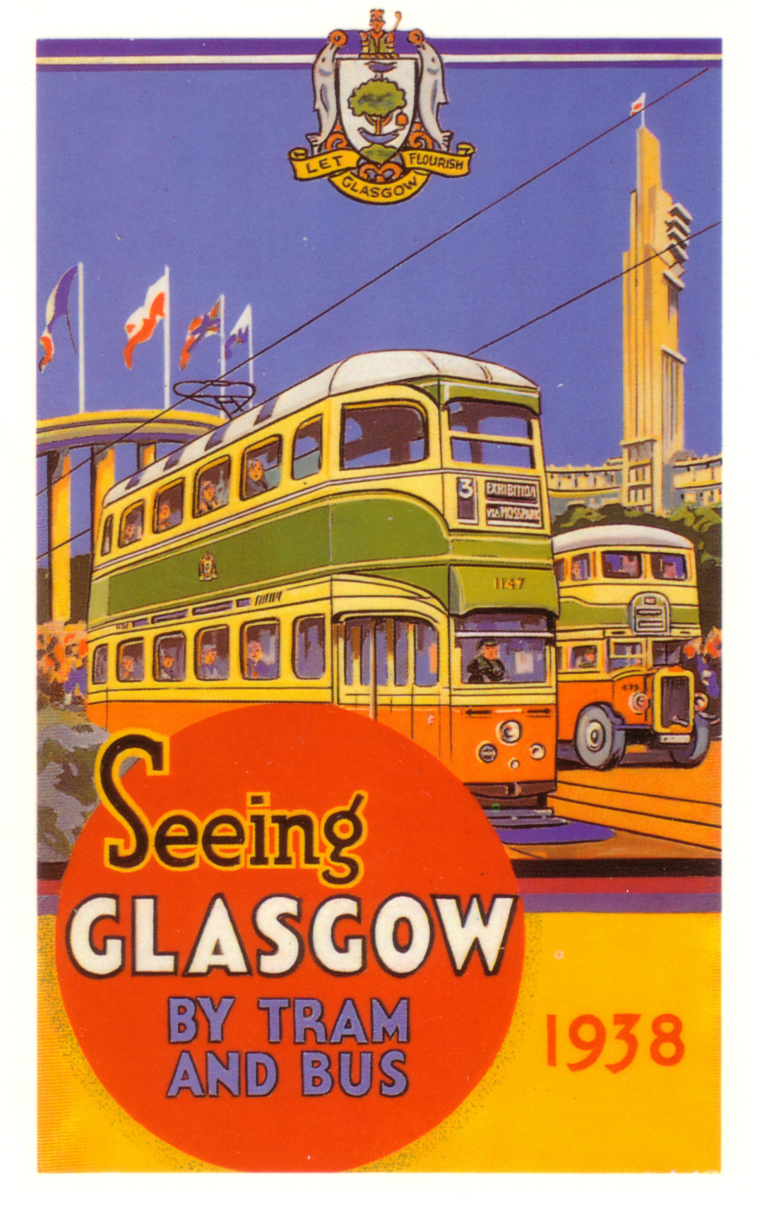 LET
FLOURISH
GLASGOW
3
EXHIBITION
VIA MOSSPARK
1147
Seeing
GLASGOW
BY TRAM
AND BUS
1938